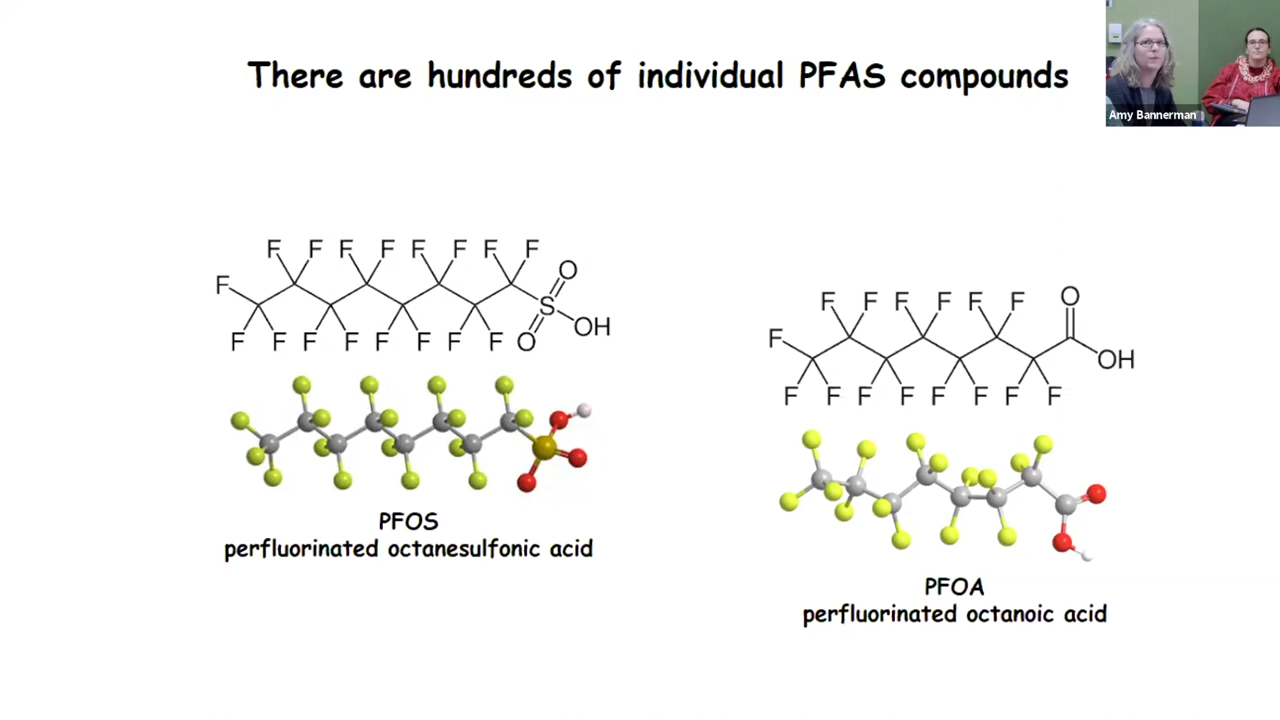 There are hundreds of individual PFAS compounds
Amy Bannerman
F F F F F F F F
F
O
S
OH
F F F F F F F F O
PFOS
perfluorinated octanesulfonic acid
F F F F F F O
F
OH
F F F F F F F F
PFOA
perfluorinated octanoic acid